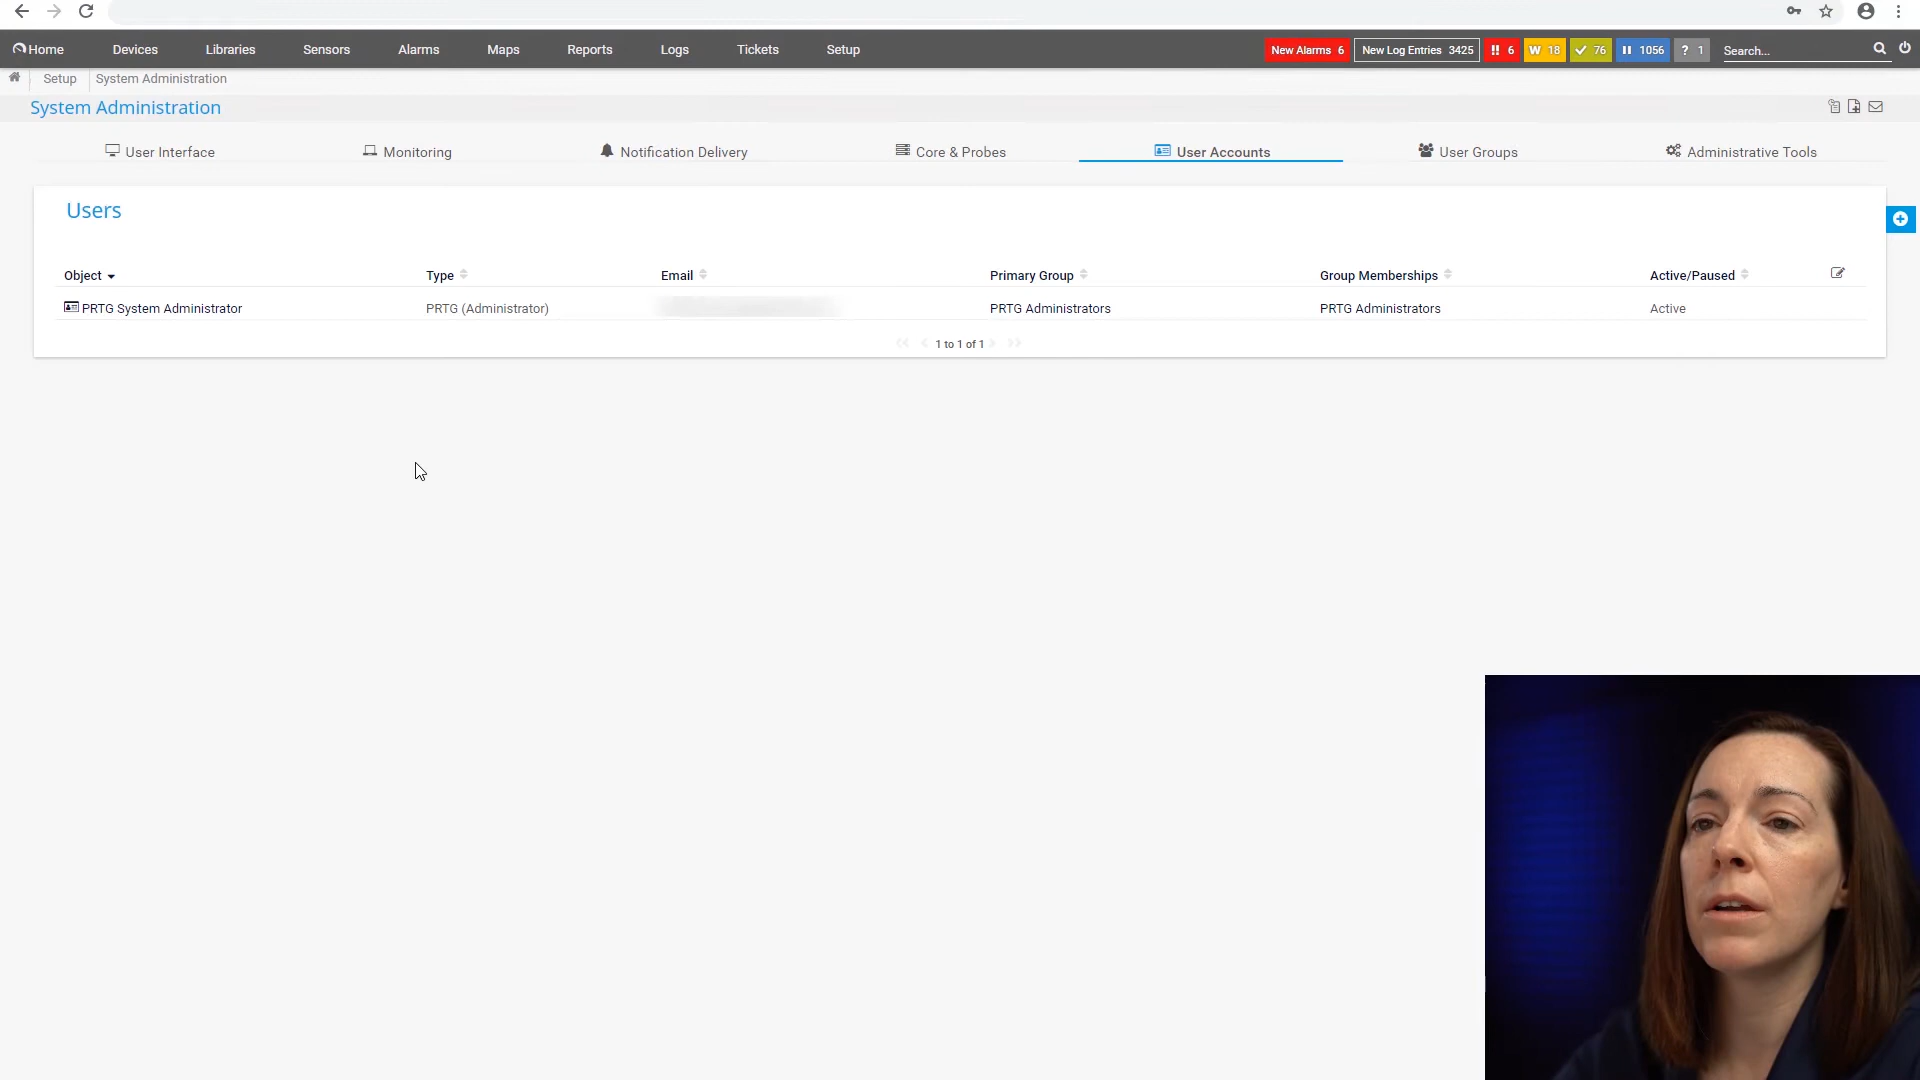 Home Devices Libraries Sensors Alarms Maps Reports Logs Tickets Setup New Alarms 6 New Log Entries 3425 !! 6 W 18 76 1056 ? 1 Search...
Setup System Administration
System Administration
User Interface Monitoring Notification Delivery Core & Probes User Accounts User Groups Administrative Tools
Users
Object Type Email Primary Group Group Memberships Active/Paused
PRTG System Administrator PRTG (Administrator) PRTG Administrators PRTG Administrators Active
1 to 1 of 1